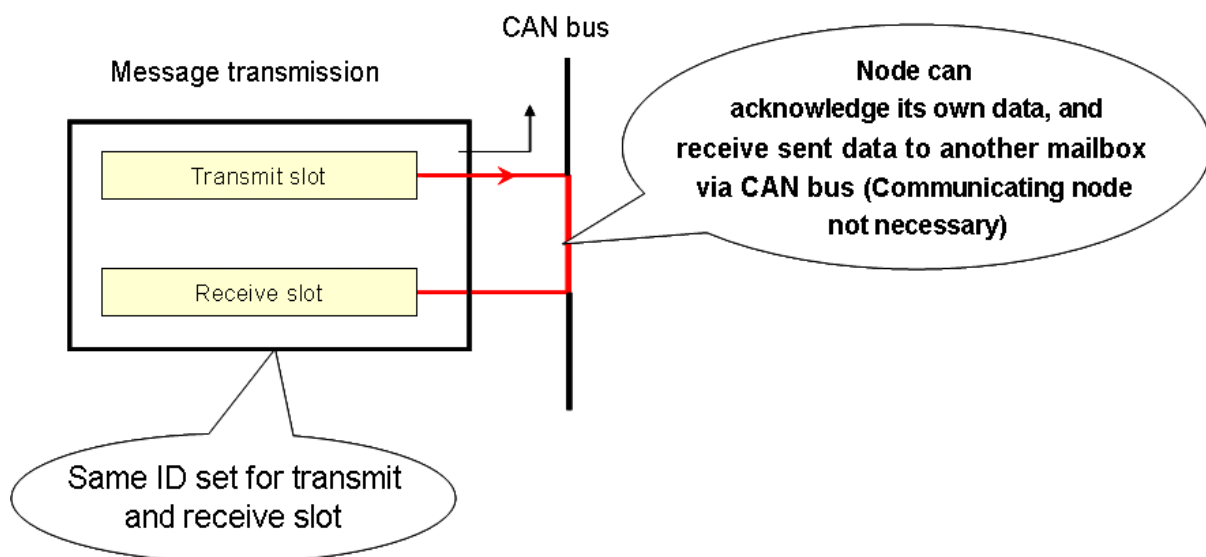 CAN bus
Message transmission
Node can
acknowledge its own data, and
receive sent data to another mailbox
via CAN bus (Communicating node
not necessary)
Transmit slot
Receive slot
Same ID set for transmit
and receive slot